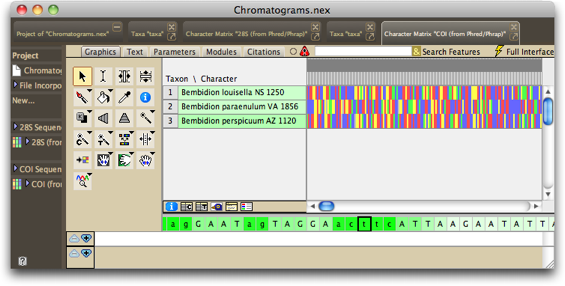 Chromatograms.nex
Project of "Chromatograms.nex"
Taxa "taxa"
Character Matrix "28S (from Phred/Phrap)"
Taxa "taxa"
Character Matrix "COI (from Phred/Phrap)"
Project
Graphics Text Parameters Modules Citations
Search Features
Full Interface
Chromatog
File Incorpor
New...
28S Sequen
28S (from
COI Sequen
COI (from
Taxon \ Character
1 Bembidion louisella NS 1250
2 Bembidion paraenulum VA 1856
3 Bembidion perspicuum AZ 1120
a g G A A T a g T A G G A a c t t c A T T A A G A A T A T T A